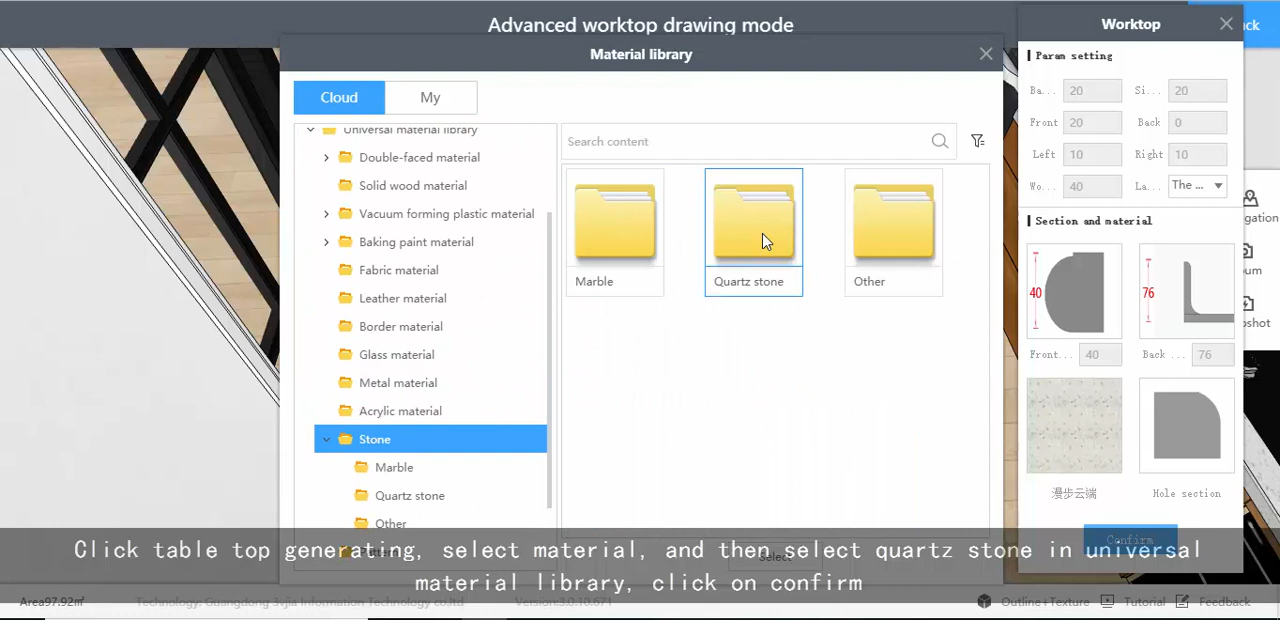 Advanced worktop drawing mode
ck
Material library
Worktop
Cloud
My
Universal material library
Double-faced material
Solid wood material
Vacuum forming plastic material
Baking paint material
Fabric material
Leather material
Border material
Glass material
Metal material
Acrylic material
Stone
Marble
Quartz stone
Other
Search content
Marble
Quartz stone
Other
Select
Param setting
Ba... 20 Si... 20
Front 20 Back 0
Left 10 Right 10
Wo... 40 La... The ...
Section and material
40
76
Front... 40 Back ... 76
漫步云端
Hole section
Confirm
gation
um
oshot
Click table top generating, select material, and then select quartz stone in universal
material library, click on confirm
Area97.92㎡
Technology: Guangdong 3vjia Information Technology co.ltd
Version:3.0.10.671
Outline+Texture
Tutorial
Feedback